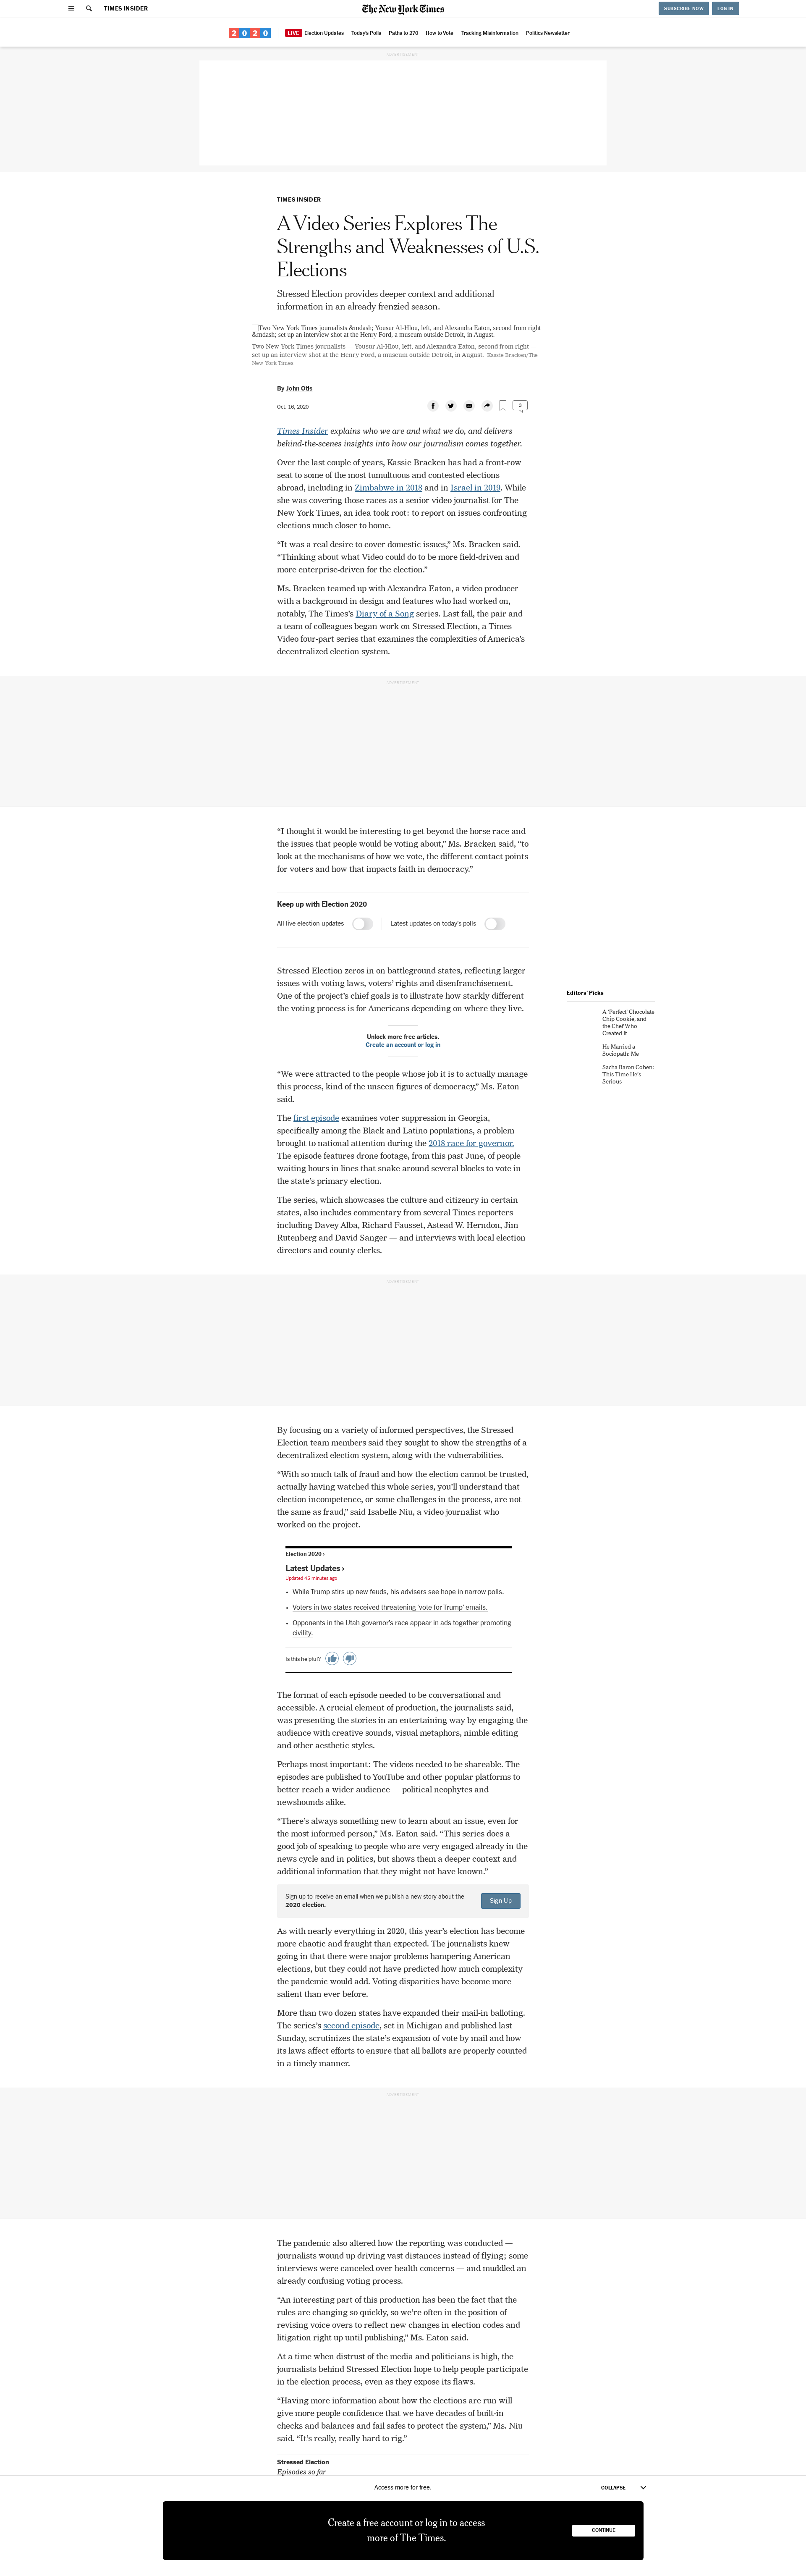 TIMES INSIDER
The New York Times
SUBSCRIBE NOW
LOG IN
2020
LIVE Election Updates Today's Polls Paths to 270 How to Vote Tracking Misinformation Politics Newsletter
ADVERTISEMENT
TIMES INSIDER
A Video Series Explores The
Strengths and Weaknesses of U.S.
Elections
Stressed Election provides deeper context and additional
information in an already frenzied season.
Two New York Times journalists &mdash; Yousur Al-Hlou, left, and Alexandra Eaton, second from right
&mdash; set up an interview shot at the Henry Ford, a museum outside Detroit, in August.
Two New York Times journalists — Yousur Al-Hlou, left, and Alexandra Eaton, second from right —
set up an interview shot at the Henry Ford, a museum outside Detroit, in August. Kassie Bracken/The
New York Times
By John Otis
Oct. 16, 2020
3
Times Insider explains who we are and what we do, and delivers
behind-the-scenes insights into how our journalism comes together.
Over the last couple of years, Kassie Bracken has had a front-row
seat to some of the most tumultuous and contested elections
abroad, including in Zimbabwe in 2018 and in Israel in 2019. While
she was covering those races as a senior video journalist for The
New York Times, an idea took root: to report on issues confronting
elections much closer to home.
“It was a real desire to cover domestic issues,” Ms. Bracken said.
“Thinking about what Video could do to be more field-driven and
more enterprise-driven for the election.”
Ms. Bracken teamed up with Alexandra Eaton, a video producer
with a background in design and features who had worked on,
notably, The Times’s Diary of a Song series. Last fall, the pair and
a team of colleagues began work on Stressed Election, a Times
Video four-part series that examines the complexities of America’s
decentralized election system.
ADVERTISEMENT
“I thought it would be interesting to get beyond the horse race and
the issues that people would be voting about,” Ms. Bracken said, “to
look at the mechanisms of how we vote, the different contact points
for voters and how that impacts faith in democracy.”
Keep up with Election 2020
All live election updates
Latest updates on today’s polls
Stressed Election zeros in on battleground states, reflecting larger
issues with voting laws, voters’ rights and disenfranchisement.
One of the project’s chief goals is to illustrate how starkly different
the voting process is for Americans depending on where they live.
Editors’ Picks
A ‘Perfect’ Chocolate
Chip Cookie, and
the Chef Who
Created It
He Married a
Sociopath: Me
Sacha Baron Cohen:
This Time He’s
Serious
Unlock more free articles.
Create an account or log in
“We were attracted to the people whose job it is to actually manage
this process, kind of the unseen figures of democracy,” Ms. Eaton
said.
The first episode examines voter suppression in Georgia,
specifically among the Black and Latino populations, a problem
brought to national attention during the 2018 race for governor.
The episode features drone footage, from this past June, of people
waiting hours in lines that snake around several blocks to vote in
the state’s primary election.
The series, which showcases the culture and citizenry in certain
states, also includes commentary from several Times reporters —
including Davey Alba, Richard Fausset, Astead W. Herndon, Jim
Rutenberg and David Sanger — and interviews with local election
directors and county clerks.
ADVERTISEMENT
By focusing on a variety of informed perspectives, the Stressed
Election team members said they sought to show the strengths of a
decentralized election system, along with the vulnerabilities.
“With so much talk of fraud and how the election cannot be trusted,
actually having watched this whole series, you’ll understand that
election incompetence, or some challenges in the process, are not
the same as fraud,” said Isabelle Niu, a video journalist who
worked on the project.
Election 2020 ›
Latest Updates ›
Updated 45 minutes ago
While Trump stirs up new feuds, his advisers see hope in narrow polls.
Voters in two states received threatening ‘vote for Trump’ emails.
Opponents in the Utah governor’s race appear in ads together promoting
civility.
Is this helpful?
The format of each episode needed to be conversational and
accessible. A crucial element of production, the journalists said,
was presenting the stories in an entertaining way by engaging the
audience with creative sounds, visual metaphors, nimble editing
and other aesthetic styles.
Perhaps most important: The videos needed to be shareable. The
episodes are published to YouTube and other popular platforms to
better reach a wider audience — political neophytes and
newshounds alike.
“There’s always something new to learn about an issue, even for
the most informed person,” Ms. Eaton said. “This series does a
good job of speaking to people who are very engaged already in the
news cycle and in politics, but shows them a deeper context and
additional information that they might not have known.”
Sign up to receive an email when we publish a new story about the
2020 election.
Sign Up
As with nearly everything in 2020, this year’s election has become
more chaotic and fraught than expected. The journalists knew
going in that there were major problems hampering American
elections, but they could not have predicted how much complexity
the pandemic would add. Voting disparities have become more
salient than ever before.
More than two dozen states have expanded their mail-in balloting.
The series’s second episode, set in Michigan and published last
Sunday, scrutinizes the state’s expansion of vote by mail and how
its laws affect efforts to ensure that all ballots are properly counted
in a timely manner.
ADVERTISEMENT
The pandemic also altered how the reporting was conducted —
journalists wound up driving vast distances instead of flying; some
interviews were canceled over health concerns — and muddled an
already confusing voting process.
“An interesting part of this production has been the fact that the
rules are changing so quickly, so we’re often in the position of
revising voice overs to reflect new changes in election codes and
litigation right up until publishing,” Ms. Eaton said.
At a time when distrust of the media and politicians is high, the
journalists behind Stressed Election hope to help people participate
in the election process, even as they expose its flaws.
“Having more information about how the elections are run will
give more people confidence that we have decades of built-in
checks and balances and fail safes to protect the system,” Ms. Niu
said. “It’s really, really hard to rig.”
Stressed Election
Episodes so far
Access more for free.
COLLAPSE
Create a free account or log in to access
more of The Times.
CONTINUE